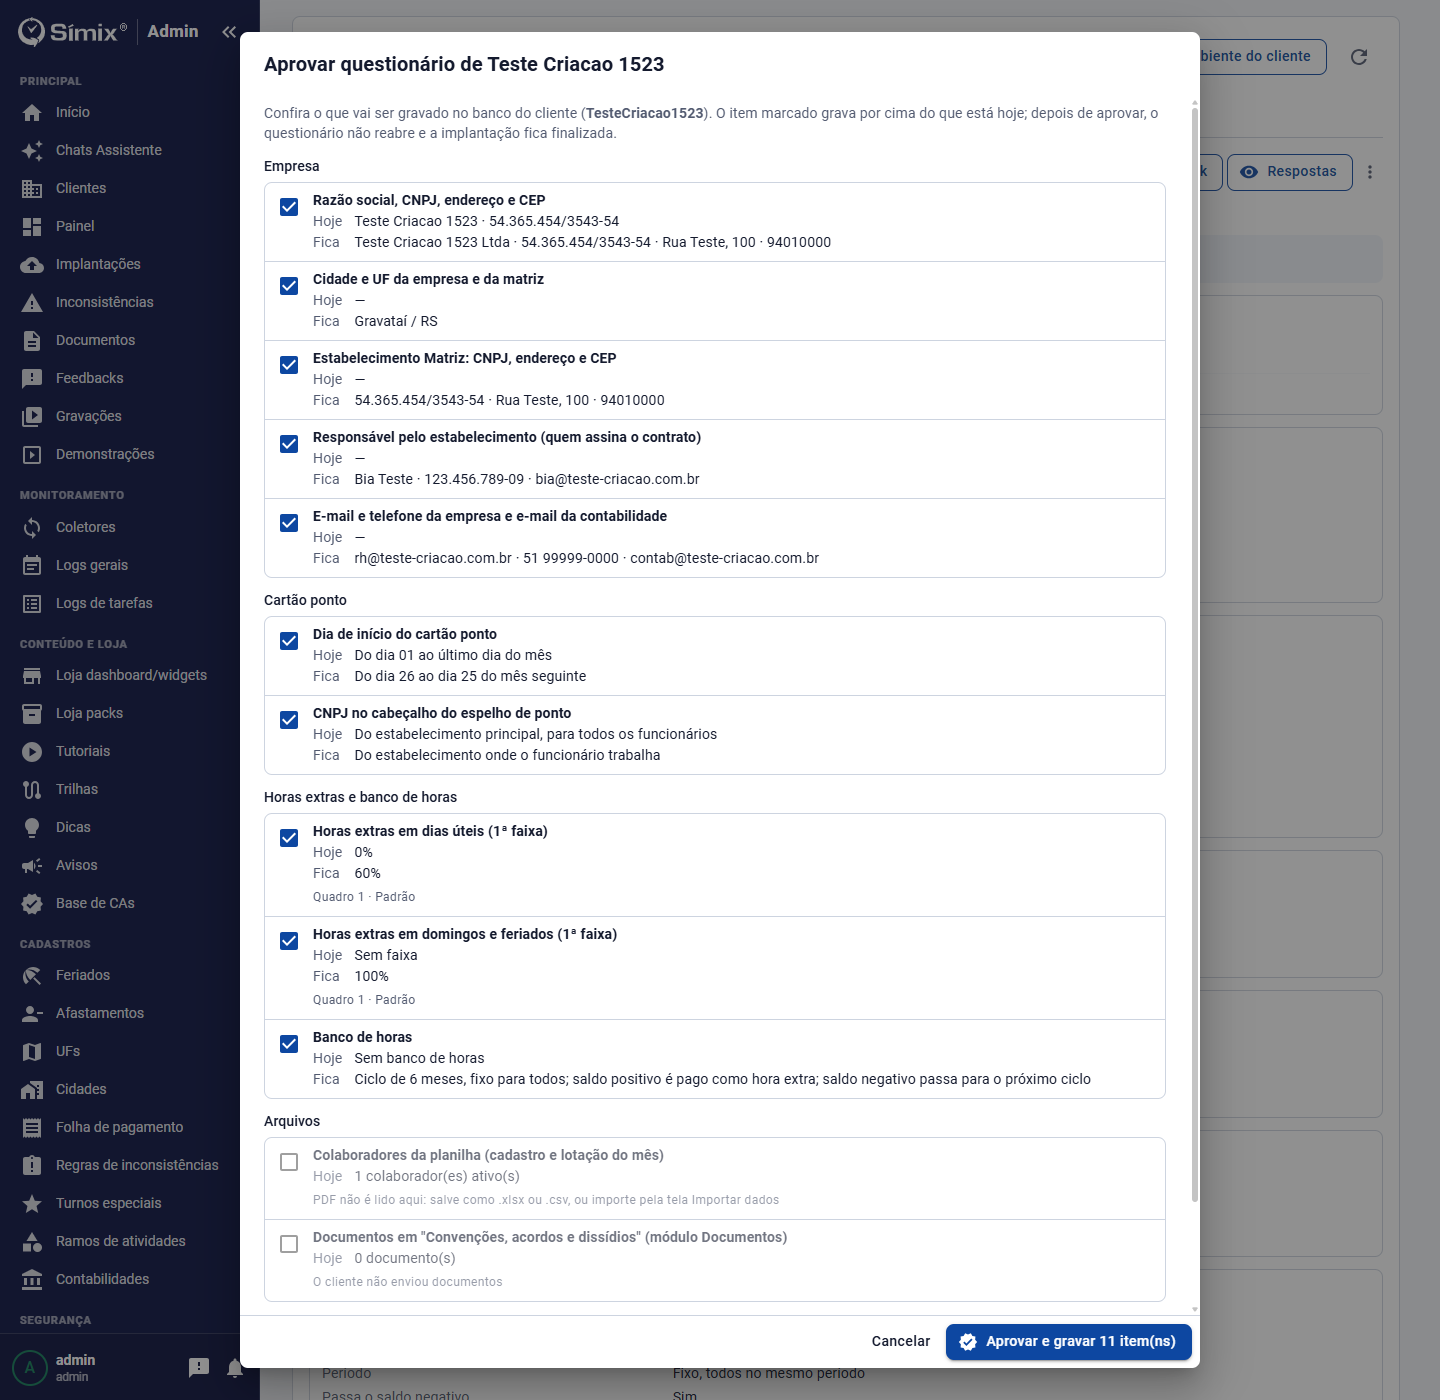 Símix® Admin
PRINCIPAL
Início
Chats Assistente
Clientes
Painel
Implantações
Inconsistências
Documentos
Feedbacks
Gravações
Demonstrações
MONITORAMENTO
Coletores
Logs gerais
Logs de tarefas
CONTEÚDO E LOJA
Loja dashboard/widgets
Loja packs
Tutoriais
Trilhas
Dicas
Avisos
Base de CAs
CADASTROS
Feriados
Afastamentos
UFs
Cidades
Folha de pagamento
Regras de inconsistências
Turnos especiais
Ramos de atividades
Contabilidades
SEGURANÇA
A
admin
admin
biente do cliente
k
Respostas
Aprovar questionário de Teste Criacao 1523
Confira o que vai ser gravado no banco do cliente (TesteCriacao1523). O item marcado grava por cima do que está hoje; depois de aprovar, o
questionário não reabre e a implantação fica finalizada.
Empresa
Razão social, CNPJ, endereço e CEP
Hoje Teste Criacao 1523 · 54.365.454/3543-54
Fica Teste Criacao 1523 Ltda · 54.365.454/3543-54 · Rua Teste, 100 · 94010000
Cidade e UF da empresa e da matriz
Hoje —
Fica Gravataí / RS
Estabelecimento Matriz: CNPJ, endereço e CEP
Hoje —
Fica 54.365.454/3543-54 · Rua Teste, 100 · 94010000
Responsável pelo estabelecimento (quem assina o contrato)
Hoje —
Fica Bia Teste · 123.456.789-09 · bia@teste-criacao.com.br
E-mail e telefone da empresa e e-mail da contabilidade
Hoje —
Fica rh@teste-criacao.com.br · 51 99999-0000 · contab@teste-criacao.com.br
Cartão ponto
Dia de início do cartão ponto
Hoje Do dia 01 ao último dia do mês
Fica Do dia 26 ao dia 25 do mês seguinte
CNPJ no cabeçalho do espelho de ponto
Hoje Do estabelecimento principal, para todos os funcionários
Fica Do estabelecimento onde o funcionário trabalha
Horas extras e banco de horas
Horas extras em dias úteis (1ª faixa)
Hoje 0%
Fica 60%
Quadro 1 · Padrão
Horas extras em domingos e feriados (1ª faixa)
Hoje Sem faixa
Fica 100%
Quadro 1 · Padrão
Banco de horas
Hoje Sem banco de horas
Fica Ciclo de 6 meses, fixo para todos; saldo positivo é pago como hora extra; saldo negativo passa para o próximo ciclo
Arquivos
Colaboradores da planilha (cadastro e lotação do mês)
Hoje 1 colaborador(es) ativo(s)
PDF não é lido aqui: salve como .xlsx ou .csv, ou importe pela tela Importar dados
Documentos em "Convenções, acordos e dissídios" (módulo Documentos)
Hoje 0 documento(s)
O cliente não enviou documentos
Cancelar
Aprovar e gravar 11 item(ns)
Período Fixo, todos no mesmo período
Passa o saldo negativo Sim